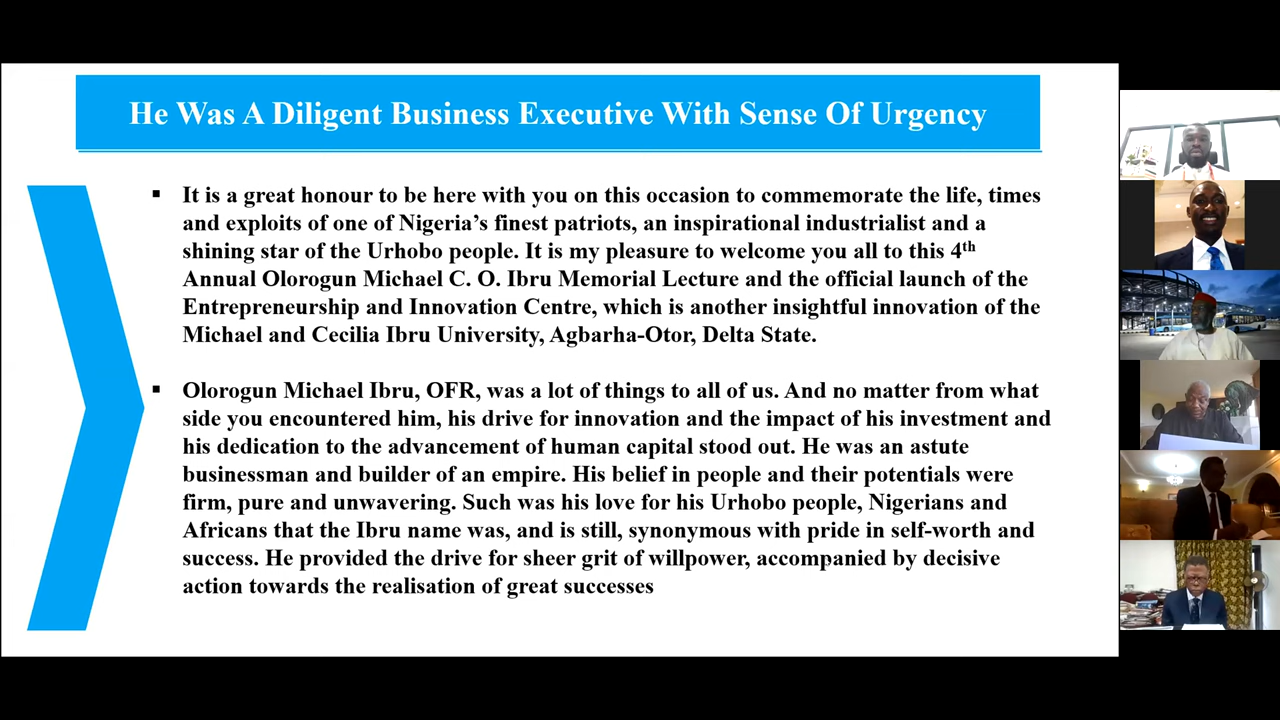 He Was A Diligent Business Executive With Sense Of Urgency
▪ It is a great honour to be here with you on this occasion to commemorate the life, times
and exploits of one of Nigeria’s finest patriots, an inspirational industrialist and a
shining star of the Urhobo people. It is my pleasure to welcome you all to this 4th
Annual Olorogun Michael C. O. Ibru Memorial Lecture and the official launch of the
Entrepreneurship and Innovation Centre, which is another insightful innovation of the
Michael and Cecilia Ibru University, Agbarha-Otor, Delta State.
▪ Olorogun Michael Ibru, OFR, was a lot of things to all of us. And no matter from what
side you encountered him, his drive for innovation and the impact of his investment and
his dedication to the advancement of human capital stood out. He was an astute
businessman and builder of an empire. His belief in people and their potentials were
firm, pure and unwavering. Such was his love for his Urhobo people, Nigerians and
Africans that the Ibru name was, and is still, synonymous with pride in self-worth and
success. He provided the drive for sheer grit of willpower, accompanied by decisive
action towards the realisation of great successes